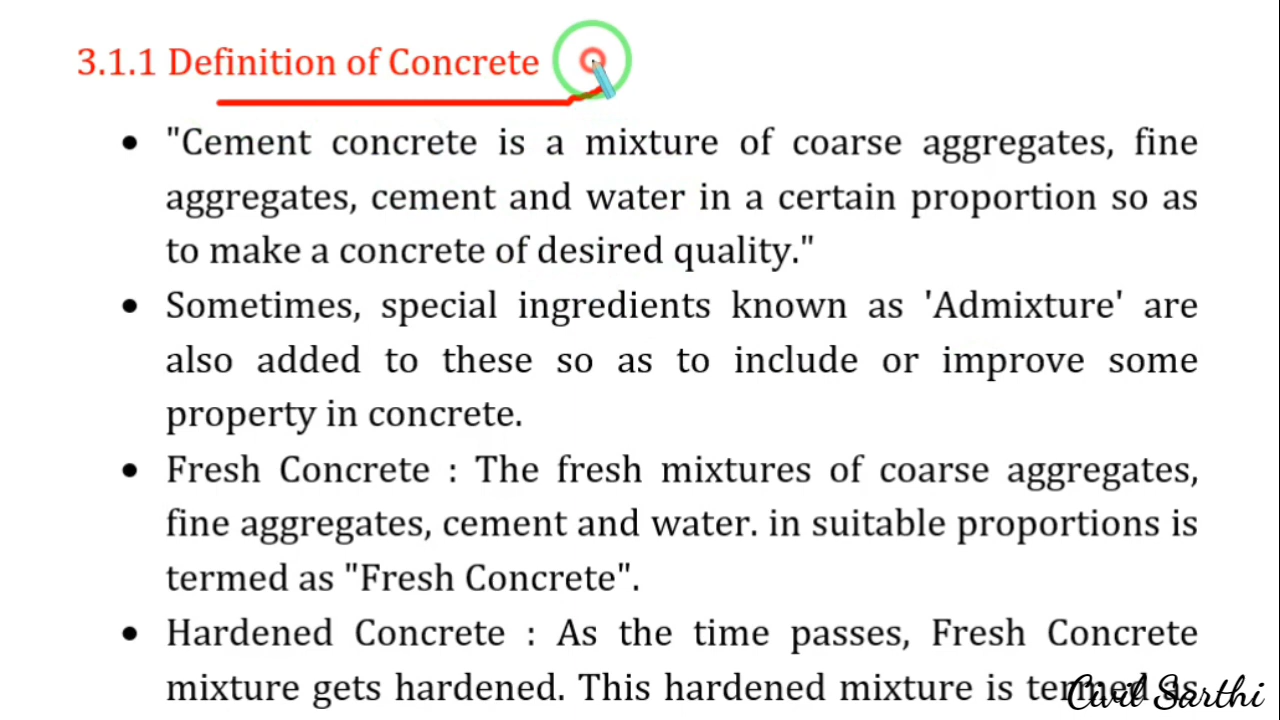 3.1.1 Definition of Concrete
• "Cement concrete is a mixture of coarse aggregates, fine
aggregates, cement and water in a certain proportion so as
to make a concrete of desired quality."
• Sometimes, special ingredients known as 'Admixture' are
also added to these so as to include or improve some
property in concrete.
• Fresh Concrete : The fresh mixtures of coarse aggregates,
fine aggregates, cement and water. in suitable proportions is
termed as "Fresh Concrete".
• Hardened Concrete : As the time passes, Fresh Concrete
mixture gets hardened. This hardened mixture is termed as
Civil Sarthi